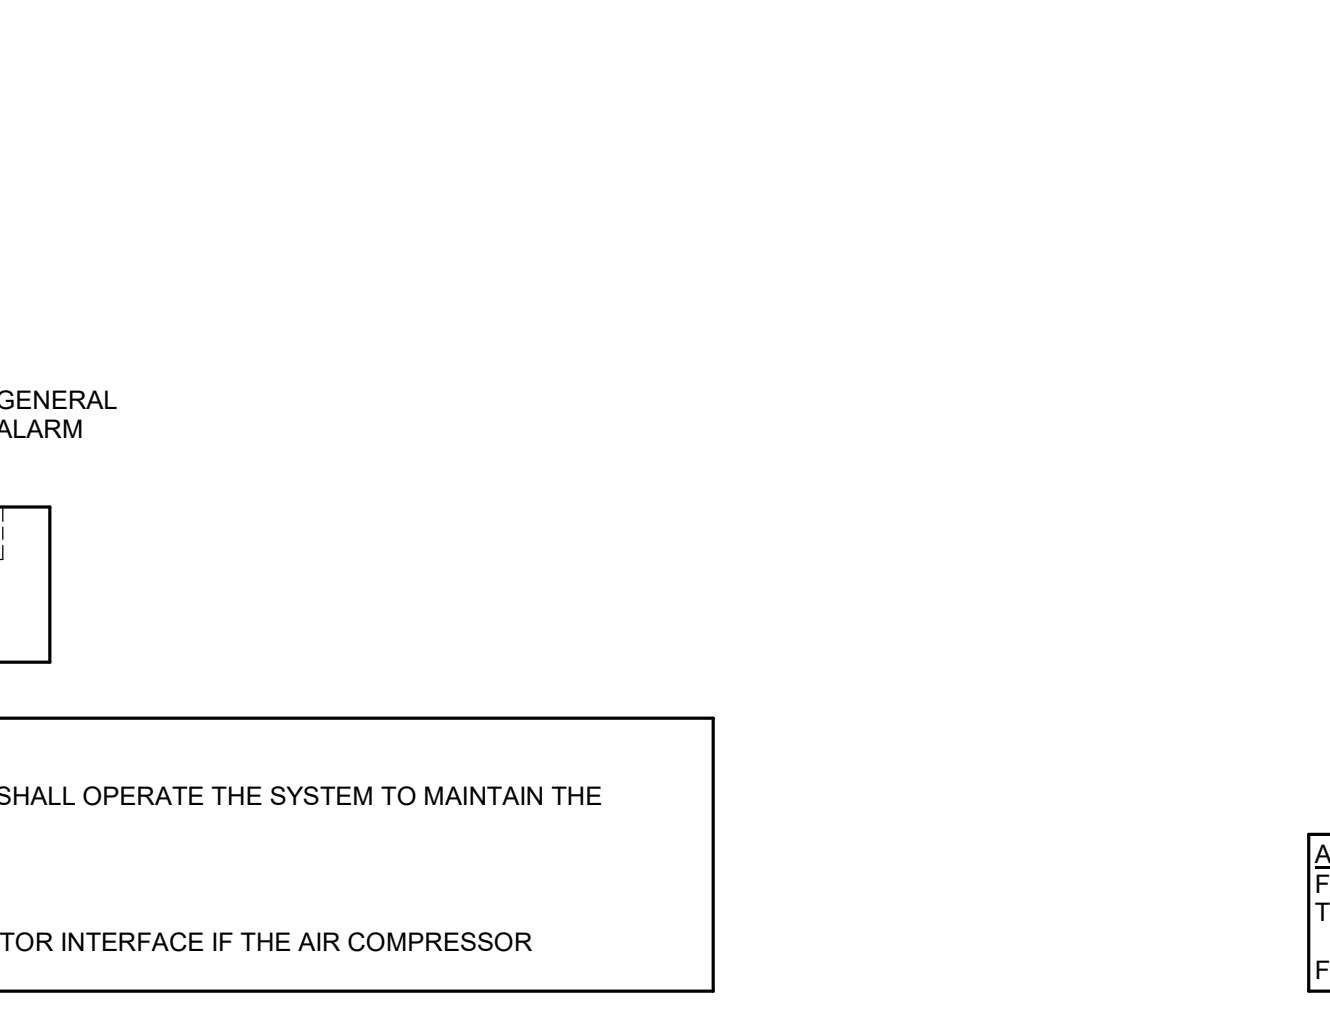 GENERAL
ALARM
SHALL OPERATE THE SYSTEM TO MAINTAIN THE
TOR INTERFACE IF THE AIR COMPRESSOR
A
F
T
F